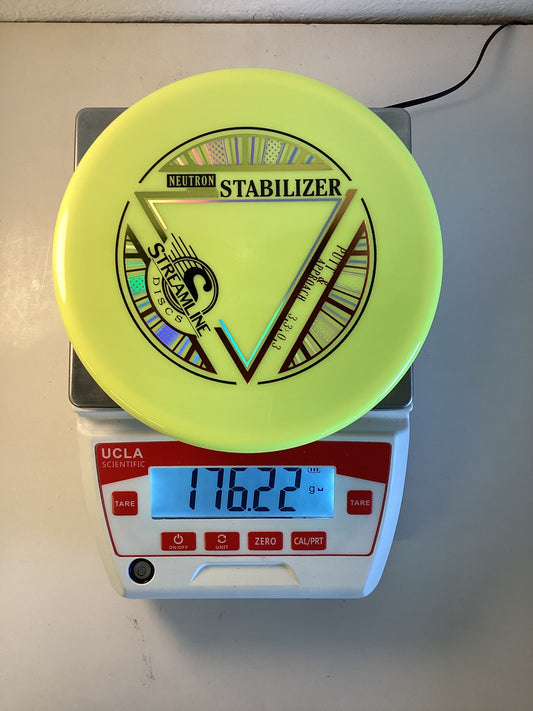 NEUTRON
STABILIZER
PUTT &
APPROACH 3,3,0,3
STREAMLINE
DISCS
UCLA
SCIENTIFIC
176.22 g
TARE
TARE
ON/OFF
UNIT
ZERO
CAL/PRT